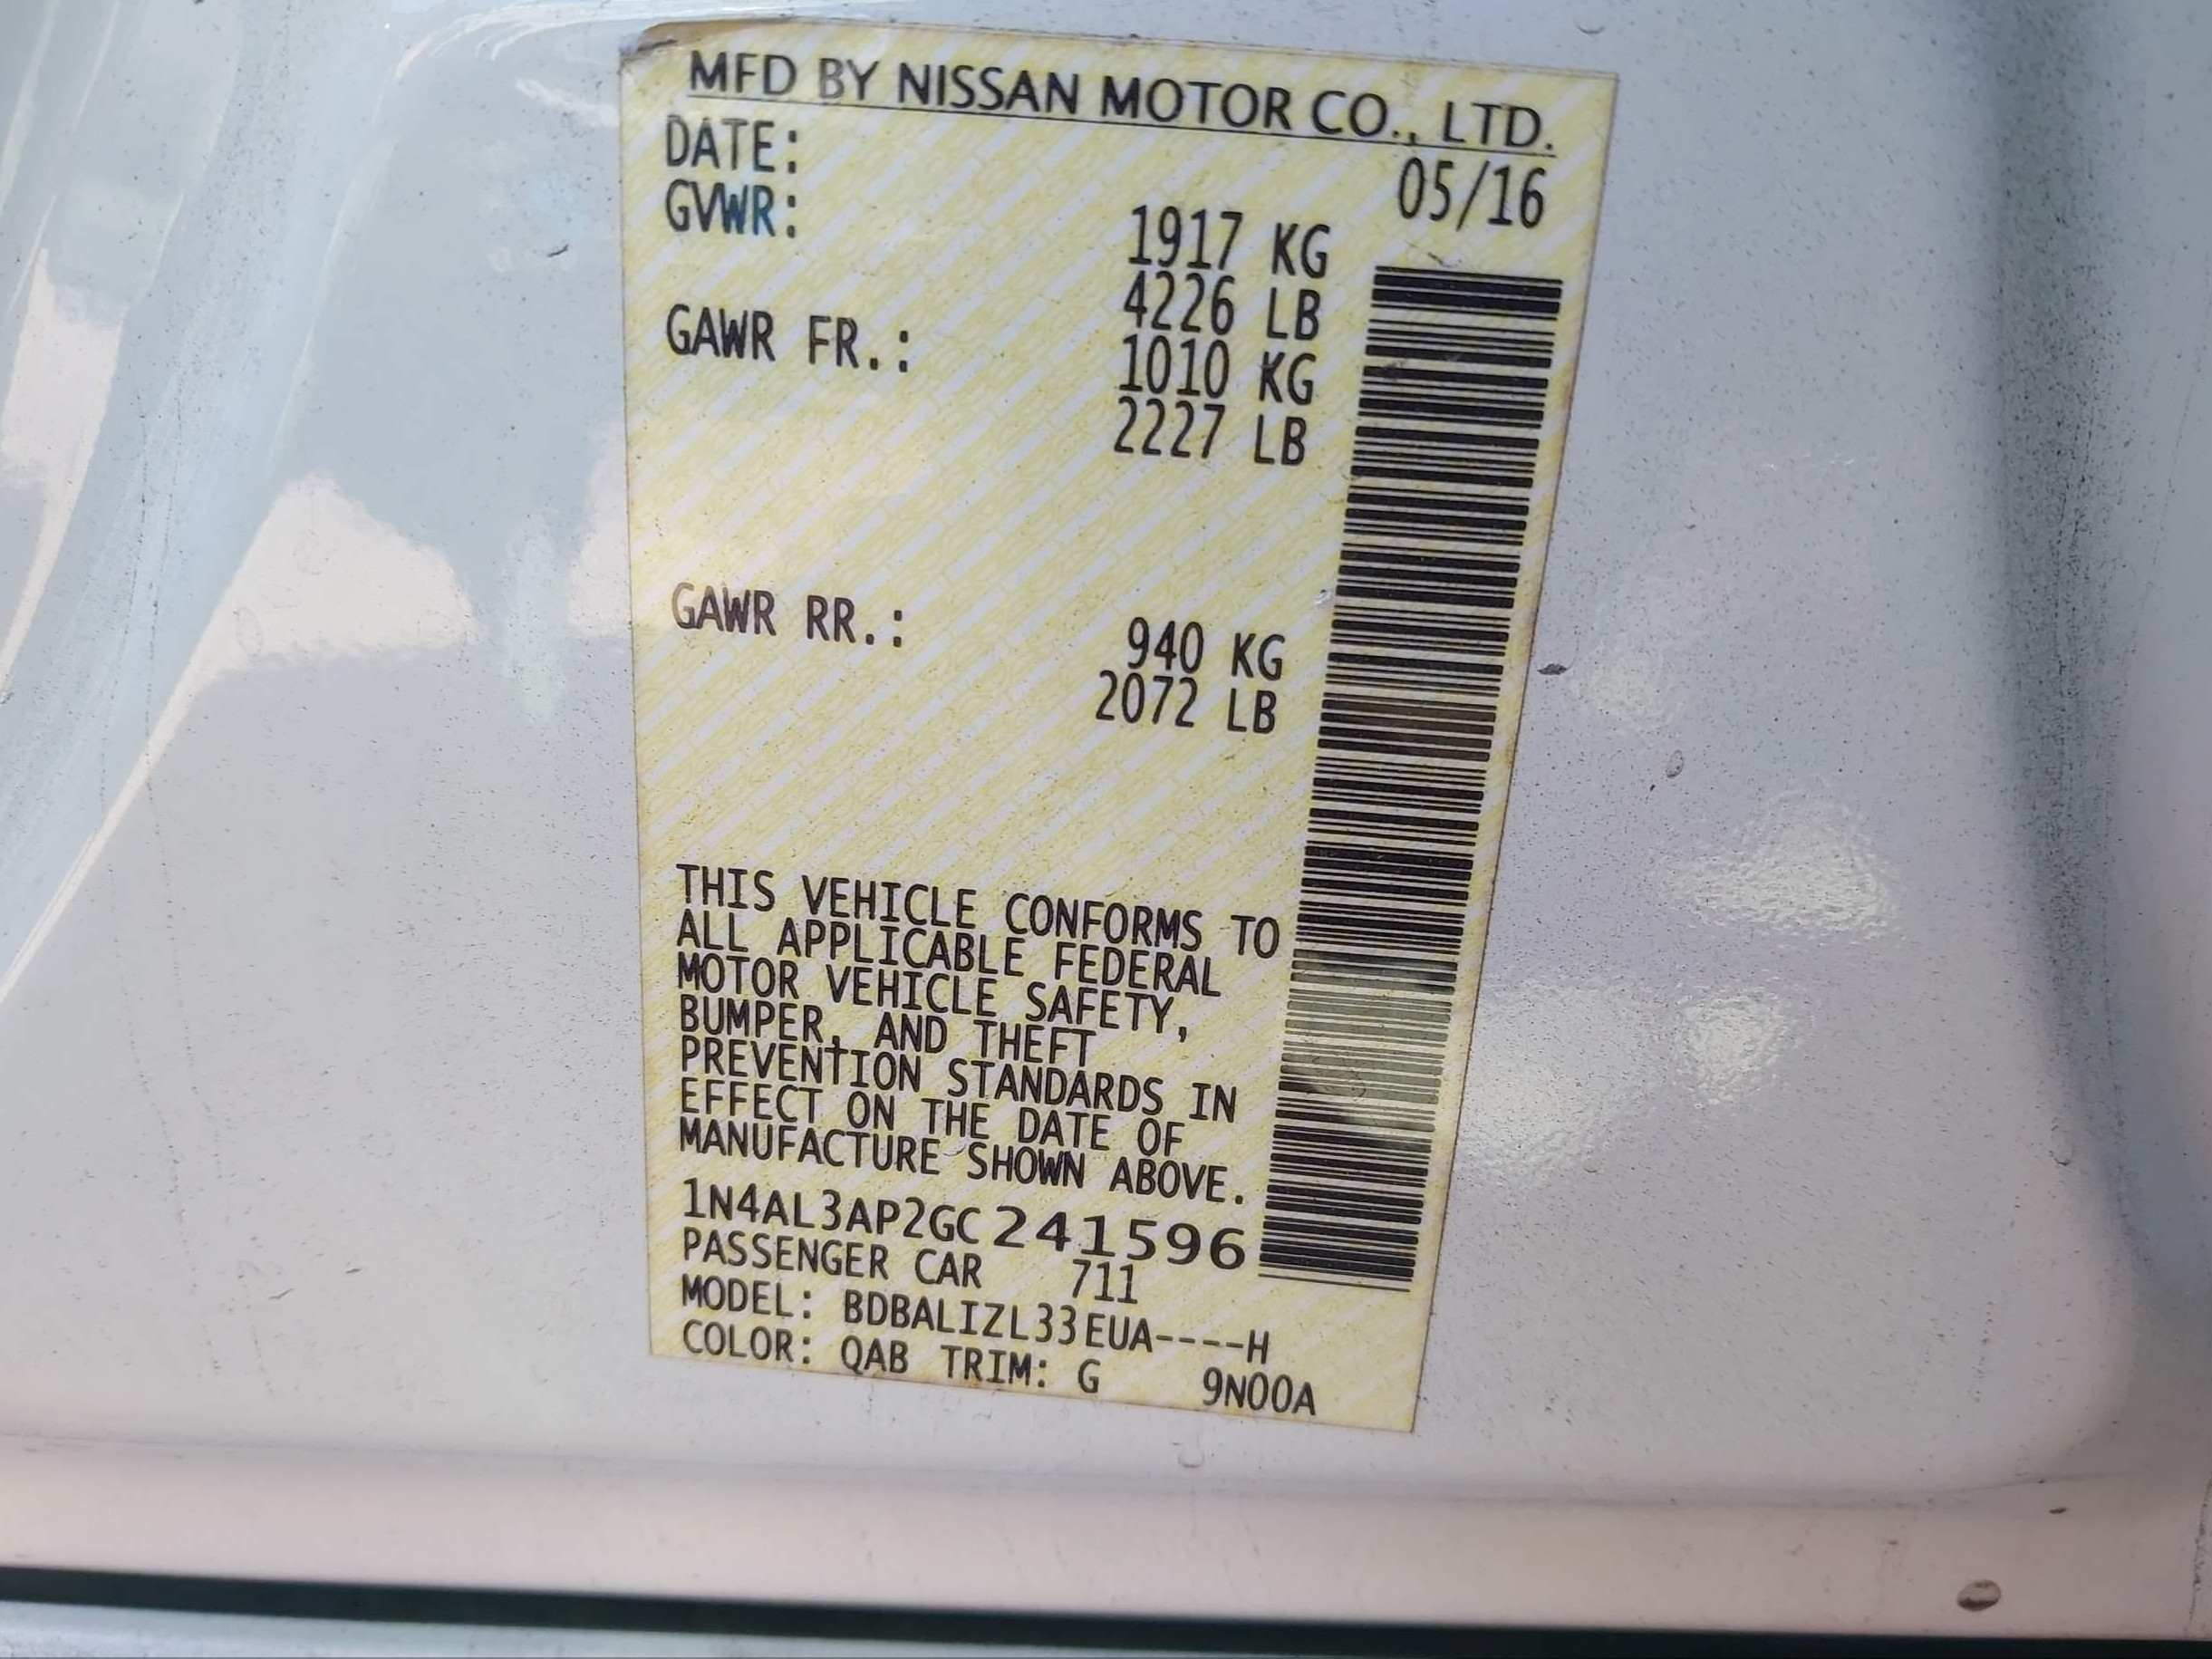 MFD BY NISSAN MOTOR CO., LTD.
DATE: 05/16
GVWR: 1917 KG
4226 LB
GAWR FR.: 1010 KG
2227 LB
GAWR RR.: 940 KG
2072 LB
THIS VEHICLE CONFORMS TO
ALL APPLICABLE FEDERAL
MOTOR VEHICLE SAFETY,
BUMPER, AND THEFT
PREVENTION STANDARDS IN
EFFECT ON THE DATE OF
MANUFACTURE SHOWN ABOVE.
1N4AL3AP2GC241596
PASSENGER CAR 711
MODEL: BDBALIZL33EUA----H
COLOR: QAB TRIM: G 9N00A